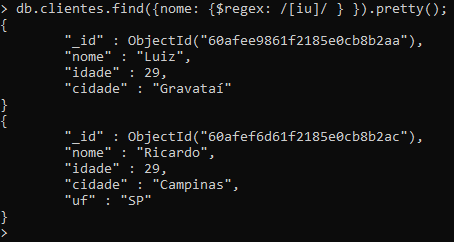 > db.clientes.find({nome: {$regex: /[iu]/ } }).pretty();
{
        "_id" : ObjectId("60afee9861f2185e0cb8b2aa"),
        "nome" : "Luiz",
        "idade" : 29,
        "cidade" : "Gravataí"
}
{
        "_id" : ObjectId("60afef6d61f2185e0cb8b2ac"),
        "nome" : "Ricardo",
        "idade" : 29,
        "cidade" : "Campinas",
        "uf" : "SP"
}
>